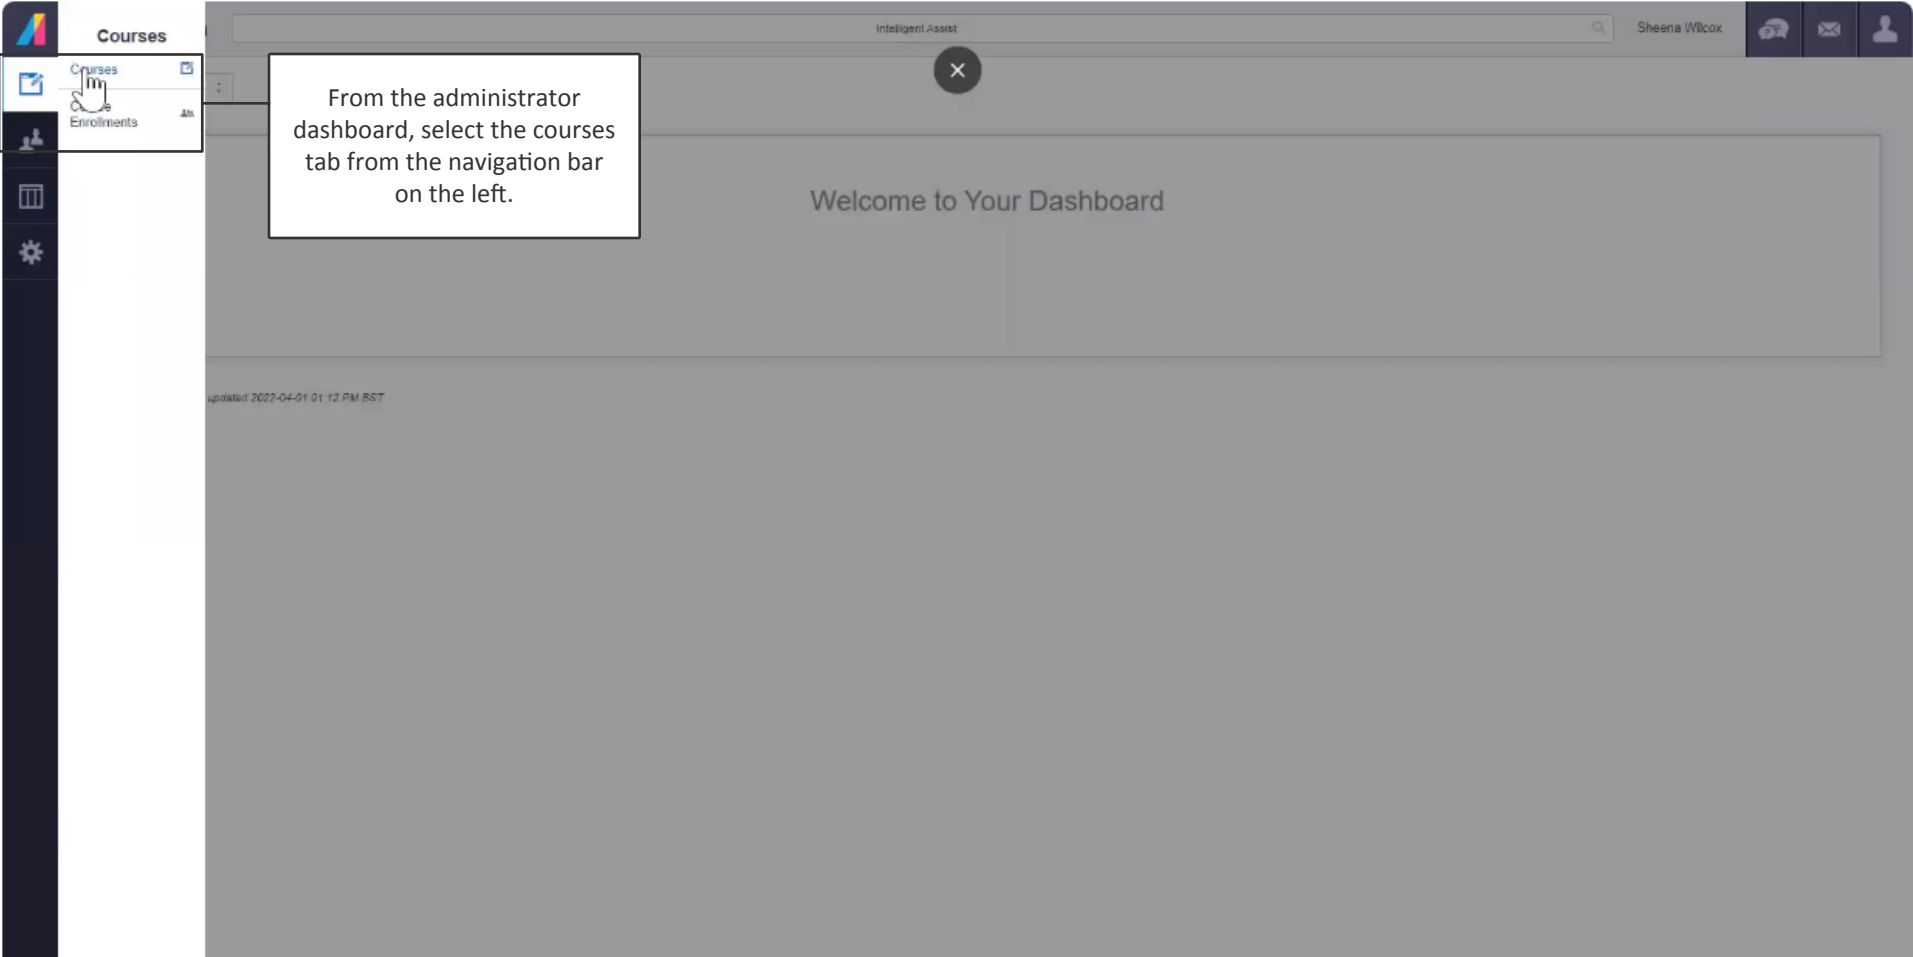 Courses
Intelligent Assist
Sheena Wilcox
Courses
Enrollments
From the administrator
dashboard, select the courses
tab from the navigation bar
on the left.
Welcome to Your Dashboard
updated 2022-04-01 01:12 PM BST